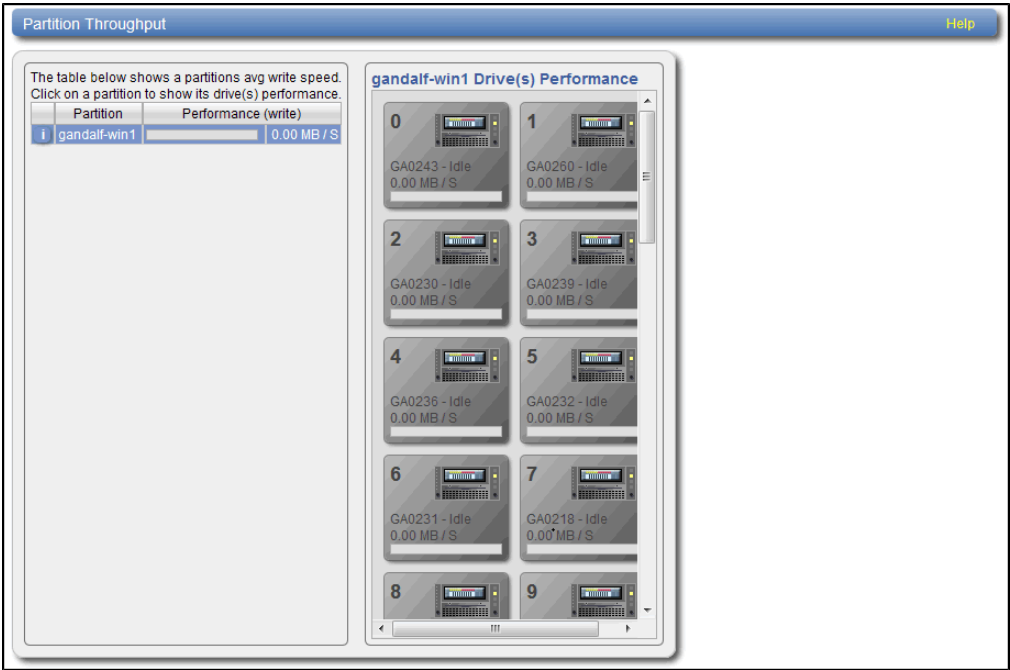 Partition Throughput
Help
The table below shows a partitions avg write speed.
Click on a partition to show its drive(s) performance.
Partition Performance (write)
i gandalf-win1 0.00 MB / S
gandalf-win1 Drive(s) Performance
0 1
GA0243 - Idle GA0260 - Idle
0.00 MB / S 0.00 MB / S
2 3
GA0230 - Idle GA0239 - Idle
0.00 MB / S 0.00 MB / S
4 5
GA0236 - Idle GA0232 - Idle
0.00 MB / S 0.00 MB / S
6 7
GA0231 - Idle GA0218 - Idle
0.00 MB / S 0.00 MB / S
8 9